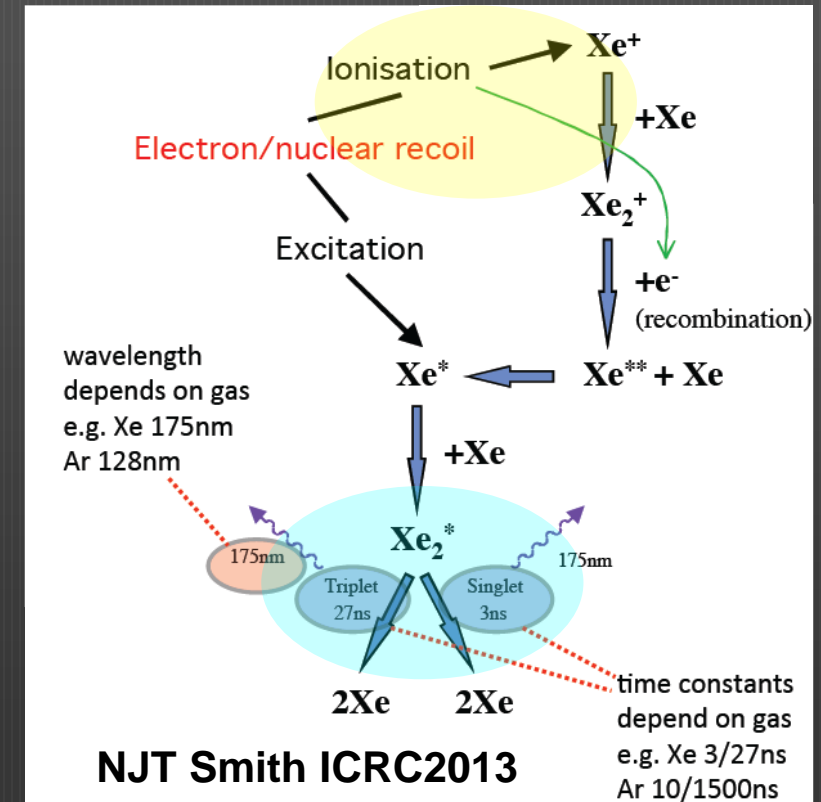 Xe⁺
Ionisation
+Xe
Electron/nuclear recoil
Xe₂⁺
Excitation
+e⁻
(recombination)
wavelength
depends on gas
e.g. Xe 175nm
Ar 128nm
Xe*
Xe** + Xe
+Xe
Xe₂*
175nm
175nm
Triplet
27ns
Singlet
3ns
2Xe
2Xe
time constants
depend on gas
e.g. Xe 3/27ns
Ar 10/1500ns
NJT Smith ICRC2013